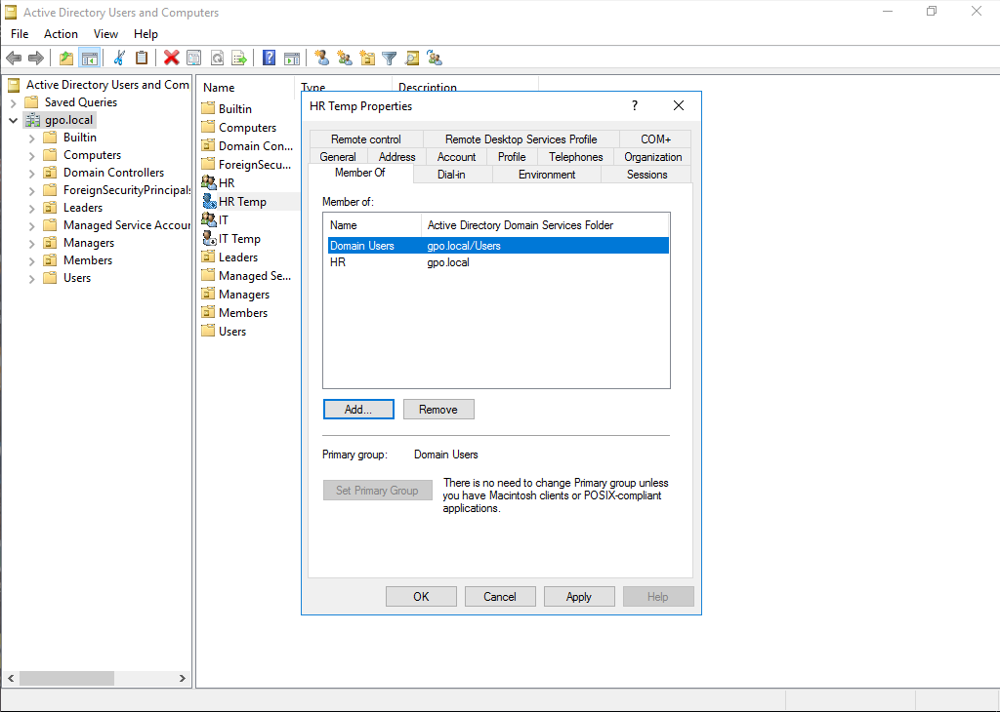 Active Directory Users and Computers
File Action View Help
Active Directory Users and Com
Saved Queries
gpo.local
Builtin
Computers
Domain Controllers
ForeignSecurityPrincipals
Leaders
Managed Service Accour
Managers
Members
Users
Name Type Description
Builtin
Computers
Domain Con...
ForeignSecu...
HR
HR Temp
IT
IT Temp
Leaders
Managed Se...
Managers
Members
Users
HR Temp Properties
?
Remote control Remote Desktop Services Profile COM+
General Address Account Profile Telephones Organization
Member Of Dial-in Environment Sessions
Member of:
Name Active Directory Domain Services Folder
Domain Users gpo.local/Users
HR gpo.local
Add... Remove
Primary group: Domain Users
Set Primary Group
There is no need to change Primary group unless
you have Macintosh clients or POSIX-compliant
applications.
OK Cancel Apply Help